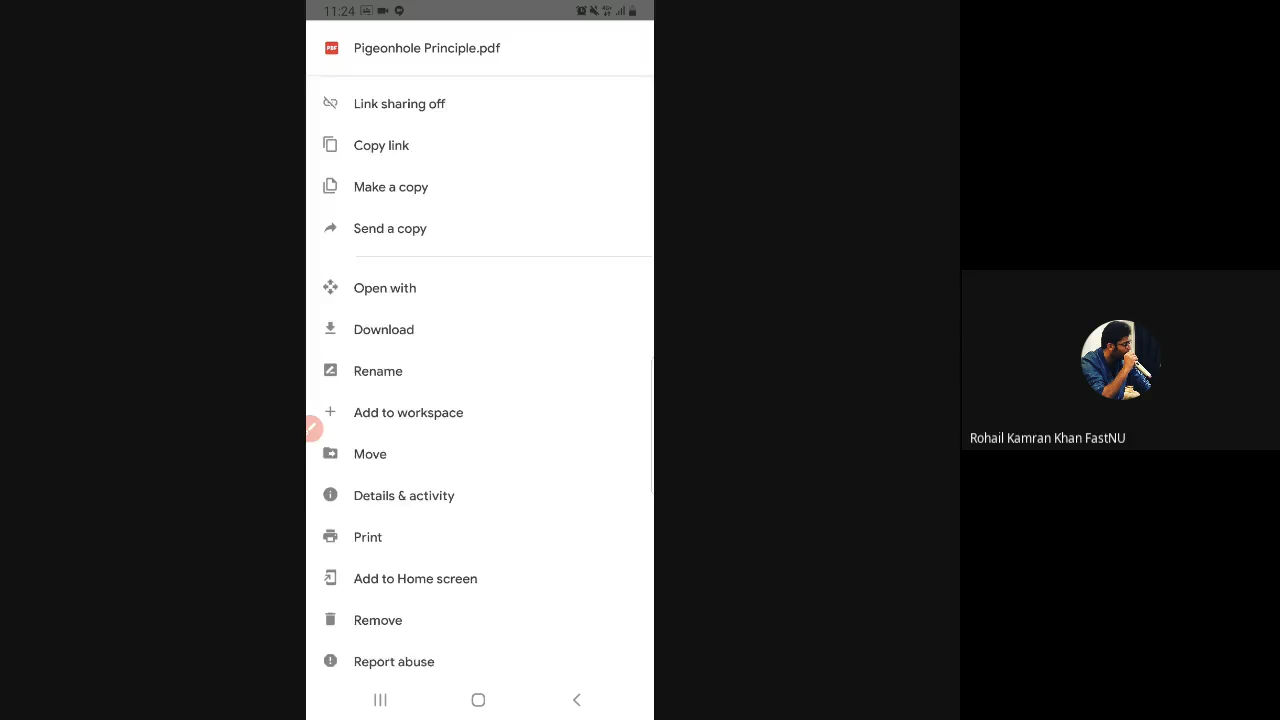 11:24
PDF
Pigeonhole Principle.pdf
Link sharing off
Copy link
Make a copy
Send a copy
Open with
Download
Rename
Add to workspace
Move
Details & activity
Print
Add to Home screen
Remove
Report abuse
Rohail Kamran Khan FastNU